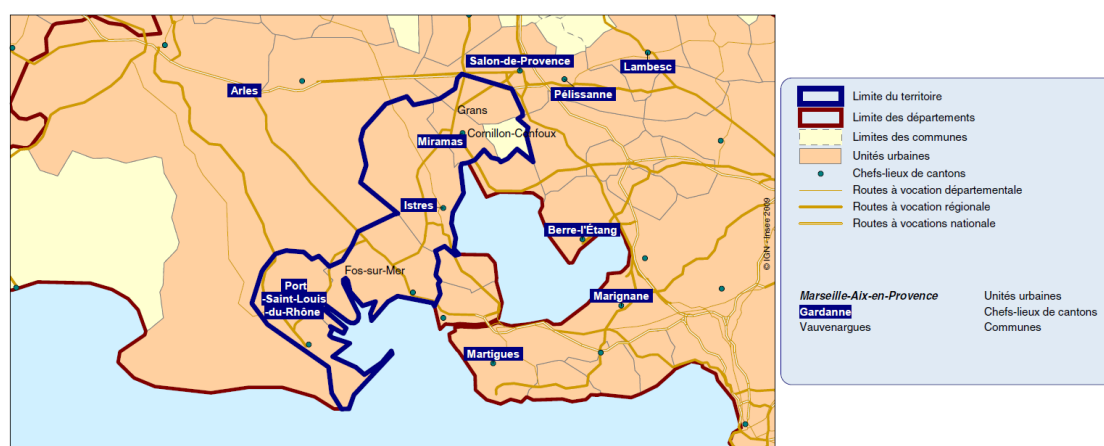 Salon-de-Provence
Lambesc
Arles
Pélissanne
Grans
Cornillon-Confoux
Miramas
Istres
Berre-l'Étang
Fos-sur-Mer
Port
-Saint-Louis
-du-Rhône
Marignane
Martigues
© IGN - Insee 2009
Limite du territoire
Limite des départements
Limites des communes
Unités urbaines
Chefs-lieux de cantons
Routes à vocation départementale
Routes à vocation régionale
Routes à vocations nationale
Marseille-Aix-en-Provence Unités urbaines
Gardanne Chefs-lieux de cantons
Vauvenargues Communes